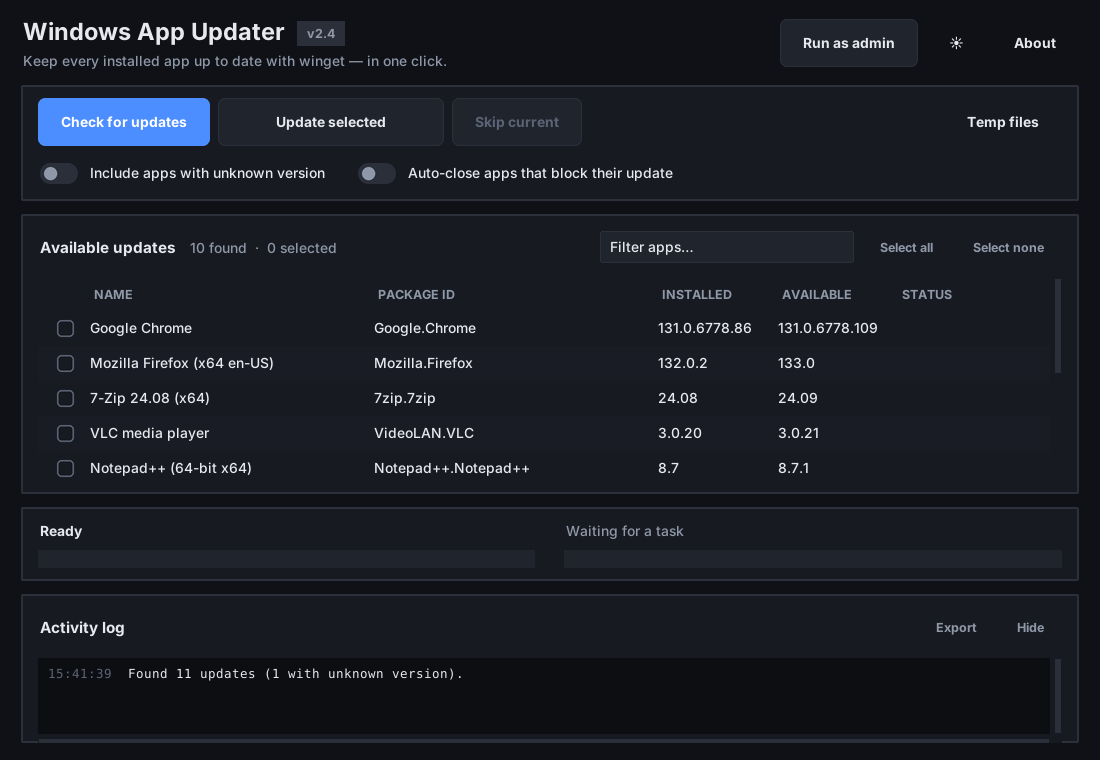 Windows App Updater v2.4
Keep every installed app up to date with winget — in one click.
Run as admin ☀ About
Check for updates Update selected Skip current Temp files
Include apps with unknown version Auto-close apps that block their update
Available updates 10 found · 0 selected Filter apps... Select all Select none
NAME PACKAGE ID INSTALLED AVAILABLE STATUS
Google Chrome Google.Chrome 131.0.6778.86 131.0.6778.109
Mozilla Firefox (x64 en-US) Mozilla.Firefox 132.0.2 133.0
7-Zip 24.08 (x64) 7zip.7zip 24.08 24.09
VLC media player VideoLAN.VLC 3.0.20 3.0.21
Notepad++ (64-bit x64) Notepad++.Notepad++ 8.7 8.7.1
Ready Waiting for a task
Activity log Export Hide
15:41:39 Found 11 updates (1 with unknown version).